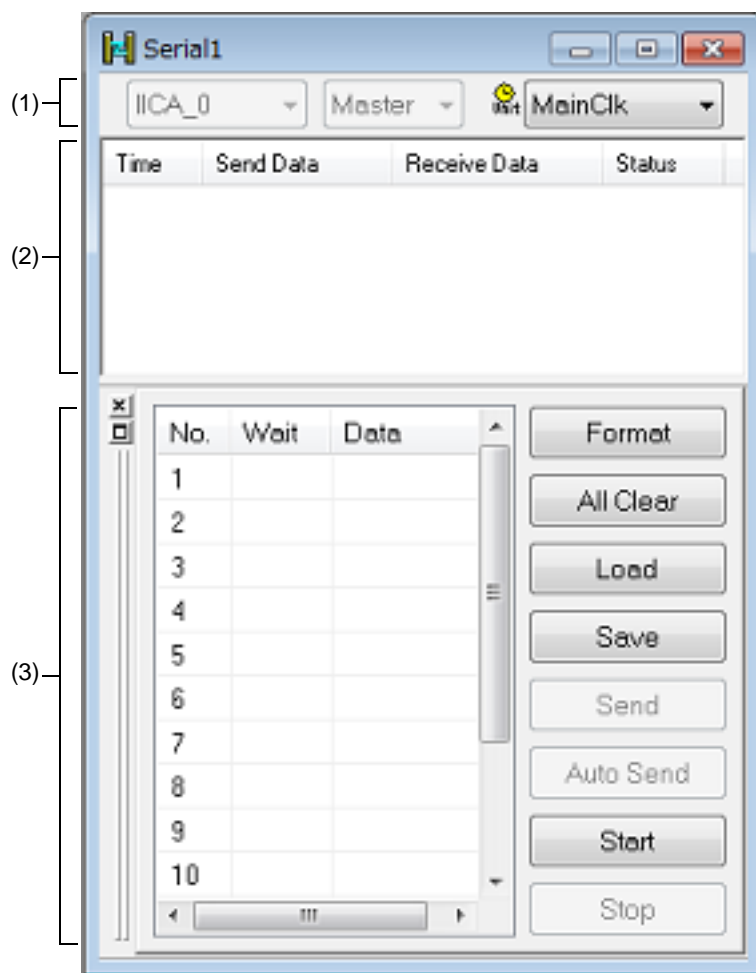 Serial1
(1)
IICA_0 Master Wait MainClk
(2)
Time Send Data Receive Data Status
(3)
No. Wait Data
1
2
3
4
5
6
7
8
9
10
Format
All Clear
Load
Save
Send
Auto Send
Start
Stop